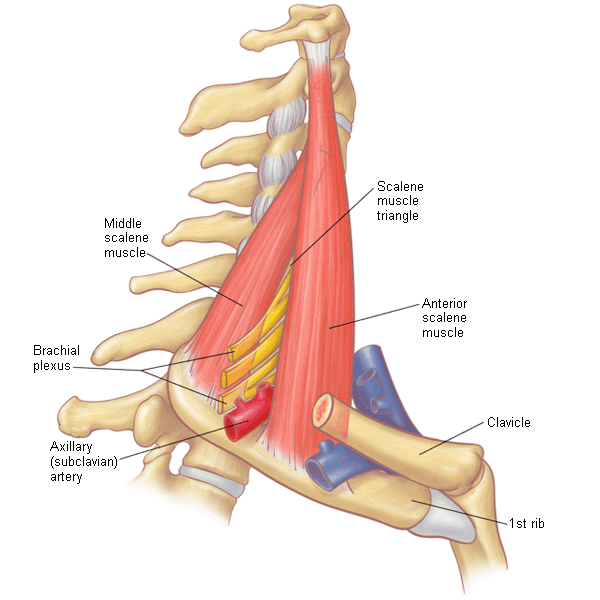 Scalene
muscle
triangle
Middle
scalene
muscle
Anterior
scalene
muscle
Brachial
plexus
Clavicle
Axillary
(subclavian)
artery
1st rib